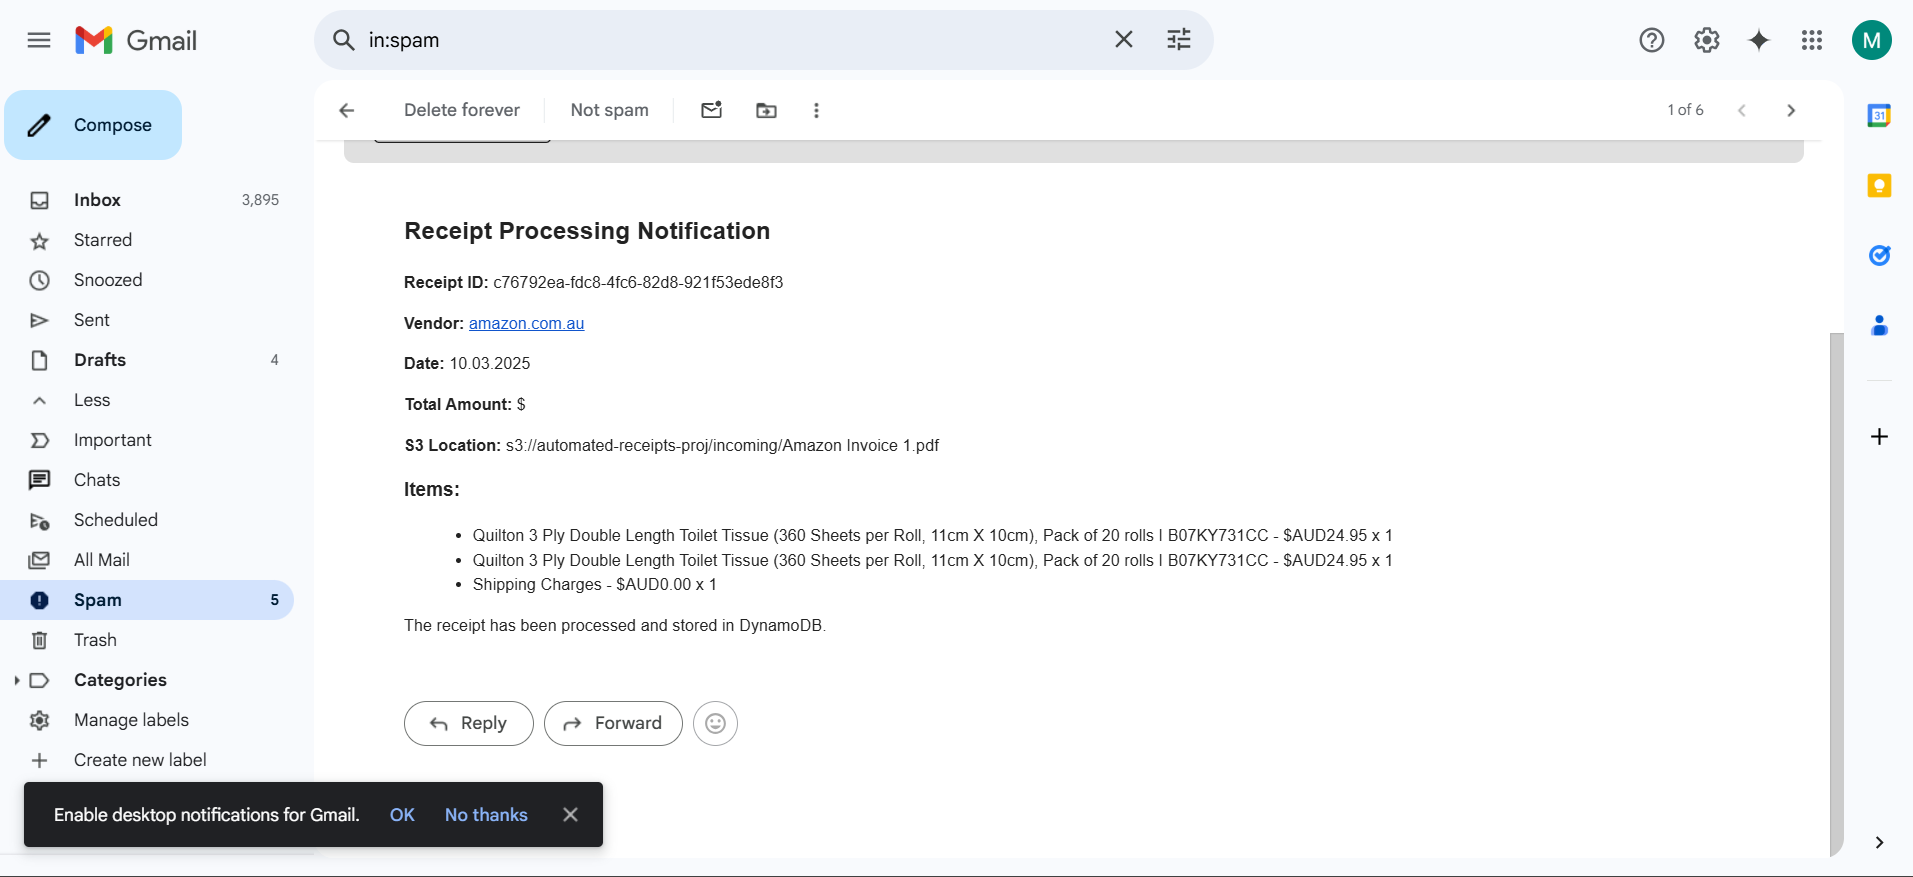 Gmail
in:spam
M
Compose
Delete forever
Not spam
1 of 6
31
Inbox 3,895
Starred
Snoozed
Sent
Drafts 4
Less
Important
Chats
Scheduled
All Mail
Spam 5
Trash
Categories
Manage labels
Create new label
Receipt Processing Notification
Receipt ID: c76792ea-fdc8-4fc6-82d8-921f53ede8f3
Vendor: amazon.com.au
Date: 10.03.2025
Total Amount: $
S3 Location: s3://automated-receipts-proj/incoming/Amazon Invoice 1.pdf
Items:
• Quilton 3 Ply Double Length Toilet Tissue (360 Sheets per Roll, 11cm X 10cm), Pack of 20 rolls | B07KY731CC - $AUD24.95 x 1
• Quilton 3 Ply Double Length Toilet Tissue (360 Sheets per Roll, 11cm X 10cm), Pack of 20 rolls | B07KY731CC - $AUD24.95 x 1
• Shipping Charges - $AUD0.00 x 1
The receipt has been processed and stored in DynamoDB.
Reply
Forward
Enable desktop notifications for Gmail. OK No thanks